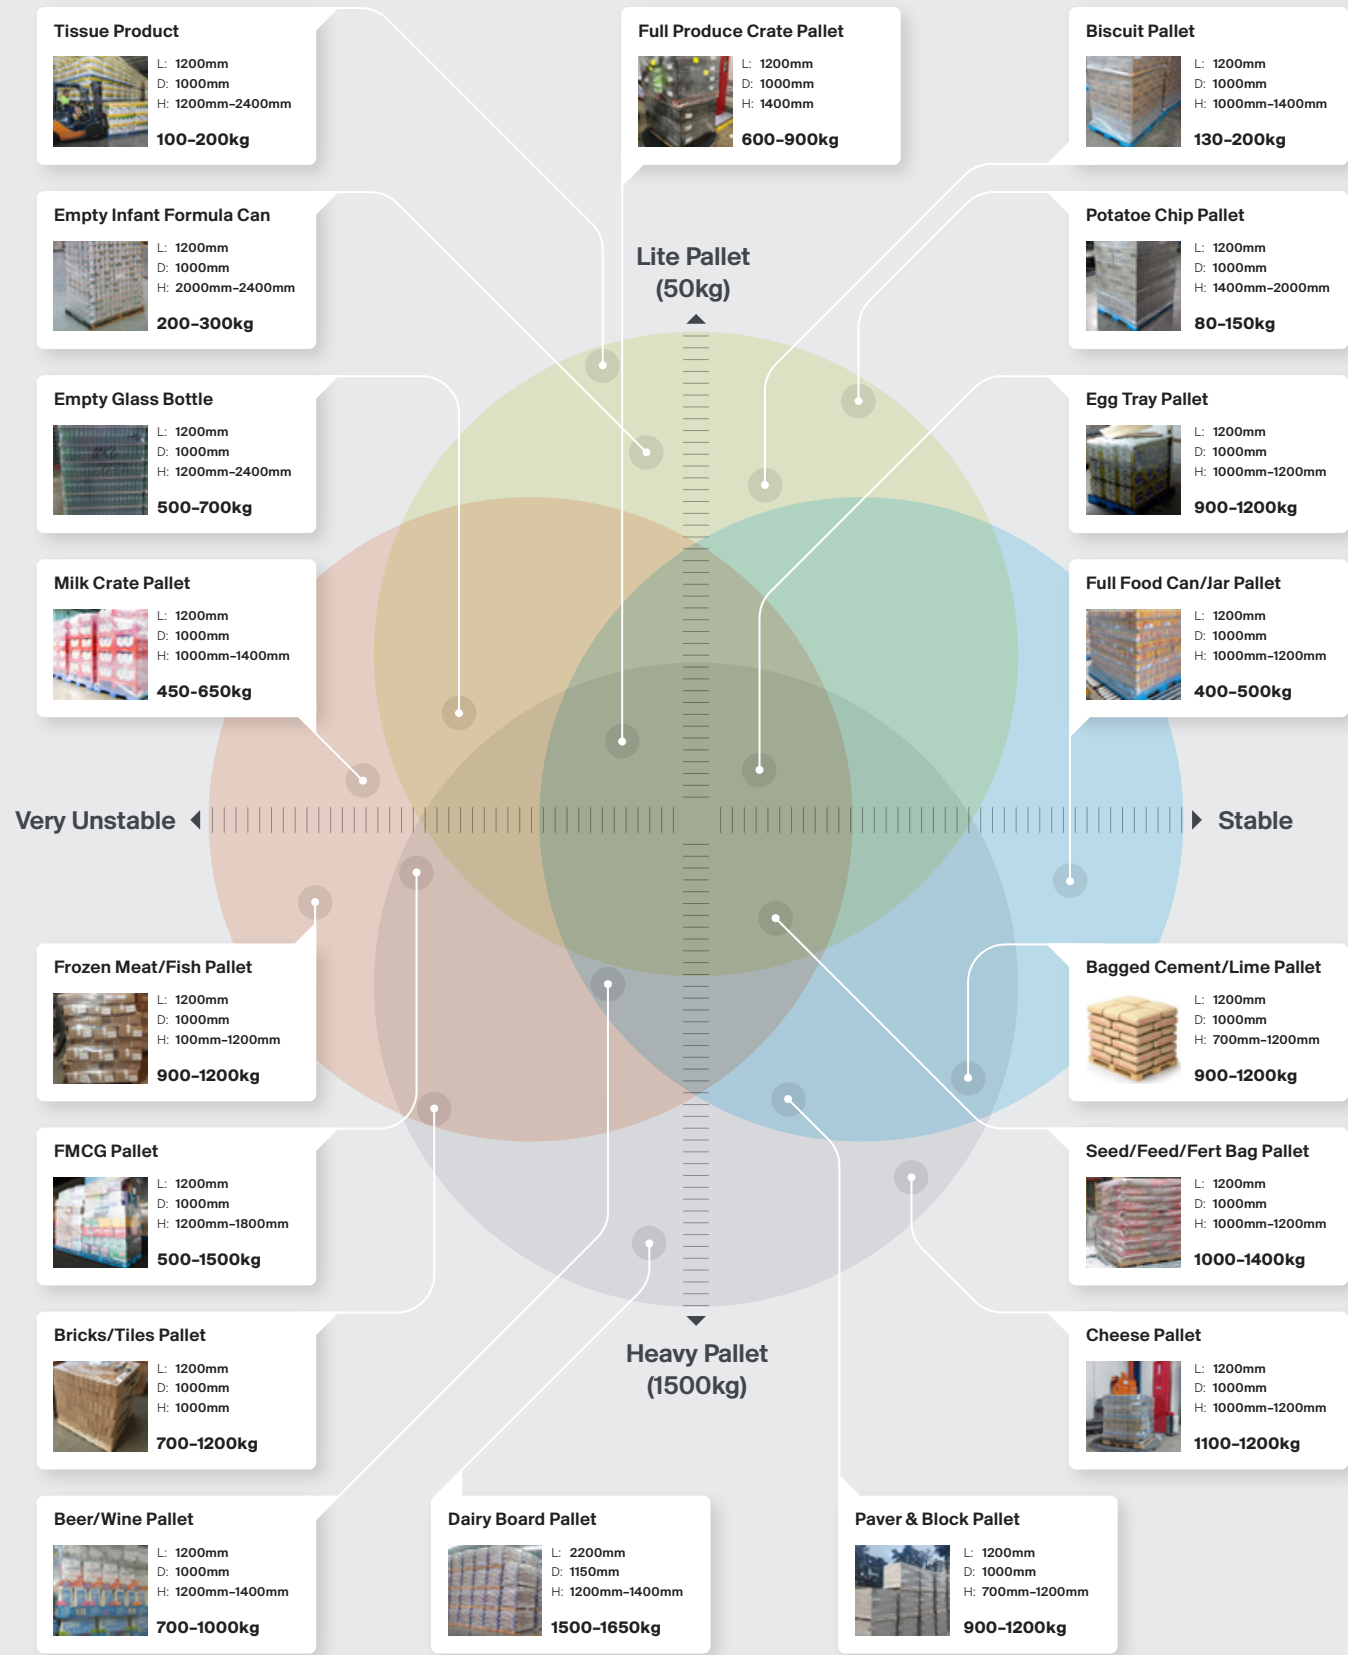 Tissue Product
L: 1200mm
D: 1000mm
H: 1200mm-2400mm
100-200kg
Full Produce Crate Pallet
L: 1200mm
D: 1000mm
H: 1400mm
600-900kg
Biscuit Pallet
L: 1200mm
D: 1000mm
H: 1000mm-1400mm
130-200kg
Empty Infant Formula Can
L: 1200mm
D: 1000mm
H: 2000mm-2400mm
200-300kg
Lite Pallet
(50kg)
Potatoe Chip Pallet
L: 1200mm
D: 1000mm
H: 1400mm-2000mm
80-150kg
Empty Glass Bottle
L: 1200mm
D: 1000mm
H: 1200mm-2400mm
500-700kg
Egg Tray Pallet
L: 1200mm
D: 1000mm
H: 1000mm-1200mm
900-1200kg
Milk Crate Pallet
L: 1200mm
D: 1000mm
H: 1000mm-1400mm
450-650kg
Full Food Can/Jar Pallet
L: 1200mm
D: 1000mm
H: 1000mm-1200mm
400-500kg
Very Unstable
Stable
Frozen Meat/Fish Pallet
L: 1200mm
D: 1000mm
H: 100mm-1200mm
900-1200kg
Bagged Cement/Lime Pallet
L: 1200mm
D: 1000mm
H: 700mm-1200mm
900-1200kg
FMCG Pallet
L: 1200mm
D: 1000mm
H: 1200mm-1800mm
500-1500kg
Seed/Feed/Fert Bag Pallet
L: 1200mm
D: 1000mm
H: 1000mm-1200mm
1000-1400kg
Bricks/Tiles Pallet
L: 1200mm
D: 1000mm
H: 1000mm
700-1200kg
Heavy Pallet
(1500kg)
Cheese Pallet
L: 1200mm
D: 1000mm
H: 1000mm-1200mm
1100-1200kg
Beer/Wine Pallet
L: 1200mm
D: 1000mm
H: 1200mm-1400mm
700-1000kg
Dairy Board Pallet
L: 2200mm
D: 1150mm
H: 1200mm-1400mm
1500-1650kg
Paver & Block Pallet
L: 1200mm
D: 1000mm
H: 700mm-1200mm
900-1200kg